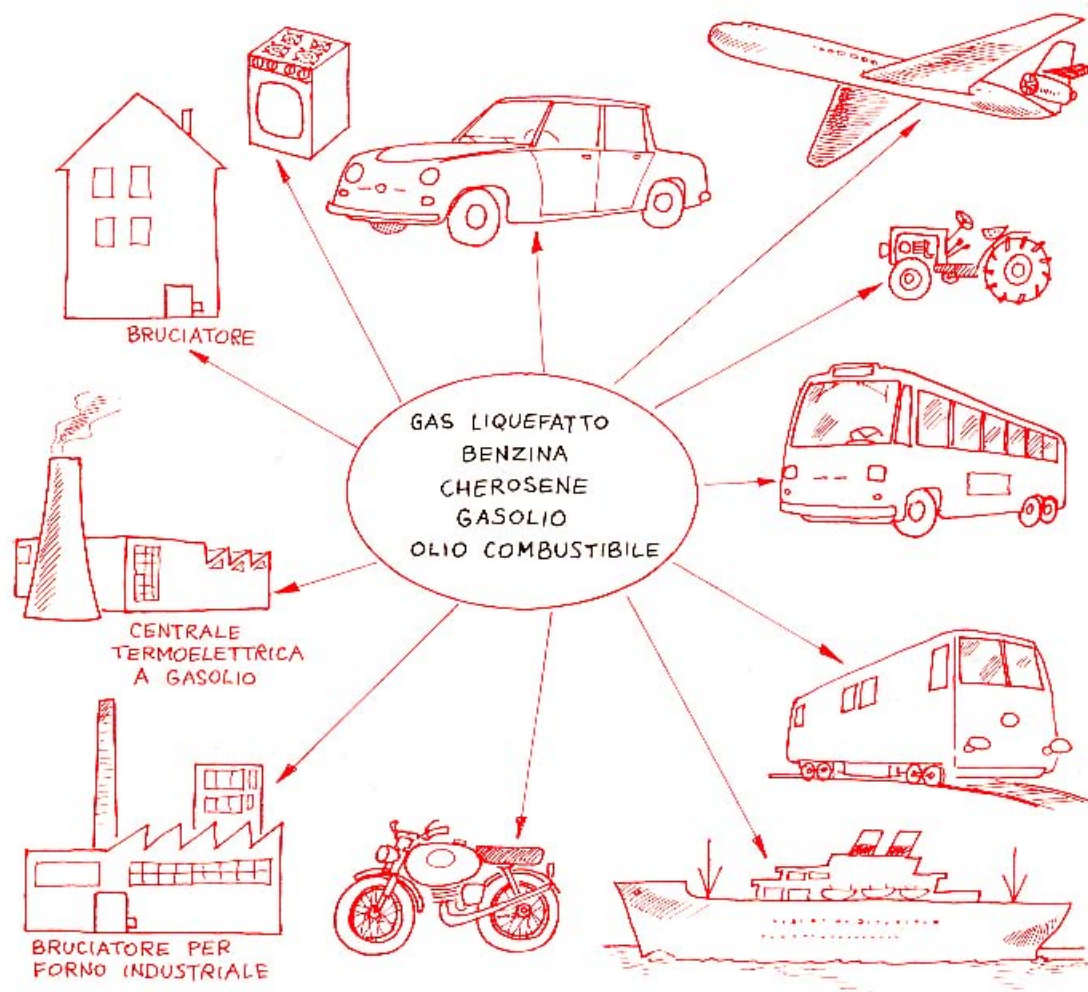 BRUCIATORE
GAS LIQUEFATTO
BENZINA
CHEROSENE
GASOLIO
OLIO COMBUSTIBILE
CENTRALE
TERMOELETTRICA
A GASOLIO
BRUCIATORE PER
FORNO INDUSTRIALE